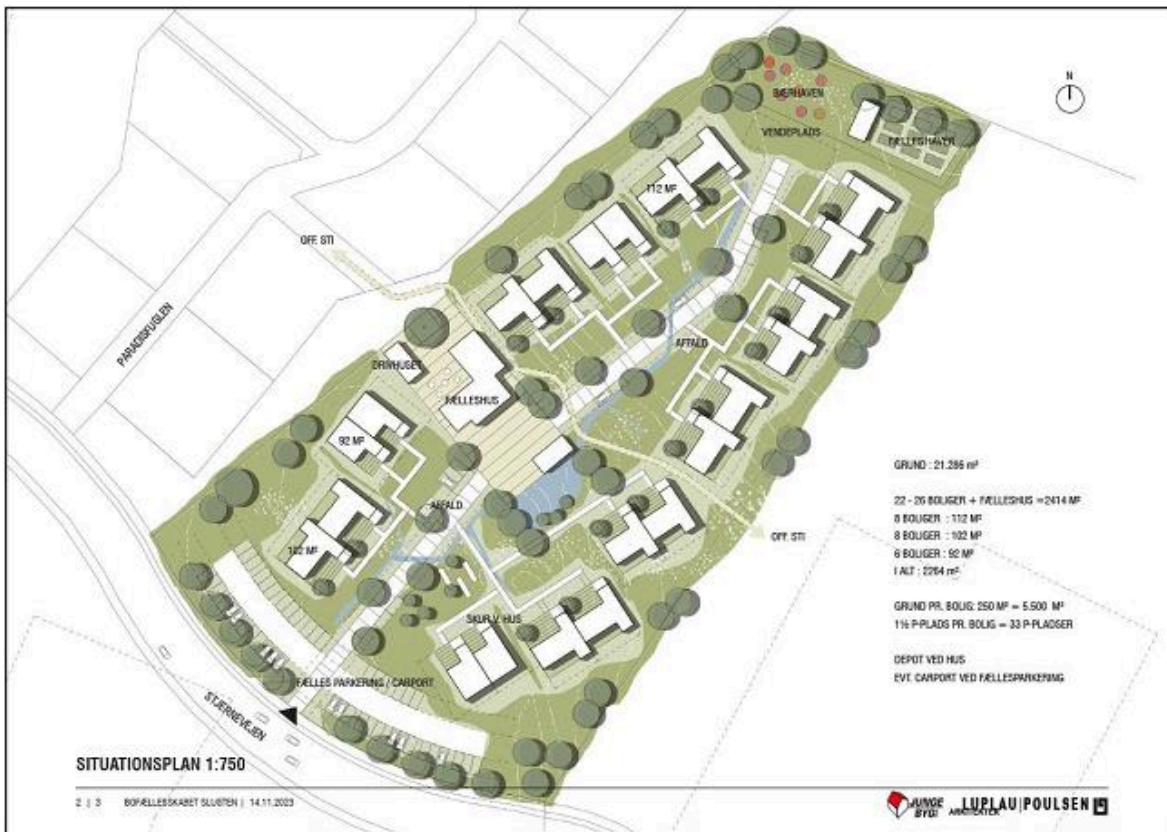 BÆRHAVEN
N
VENDEPLADS
FÆLLESHAVER
112 M²
OFF. STI
PARADISFUGLEN
AFFALD
DRIVHUSET
FÆLLESHUS
92 M²
GRUND : 21.286 m²
22 - 26 BOLIGER + FÆLLESHUS =2414 M²
8 BOLIGER : 112 M²
8 BOLIGER : 102 M²
6 BOLIGER : 92 M²
I ALT : 2264 m²
AFFALD
OFF. STI
102 M²
GRUND PR. BOLIG: 250 M² = 5.500 M²
1½ P-PLADS PR. BOLIG = 33 P-PLADSER
SKUR V. HUS
DEPOT VED HUS
EVT. CARPORT VED FÆLLESPARKERING
FÆLLES PARKERING / CARPORT
STJERNEVEJEN
SITUATIONSPLAN 1:750
2 | 3 BOFÆLLESSKABET SLUGTEN | 14.11.2023
JUNGE
BYG!
ARKITEKTER
LUPLAU|POULSEN